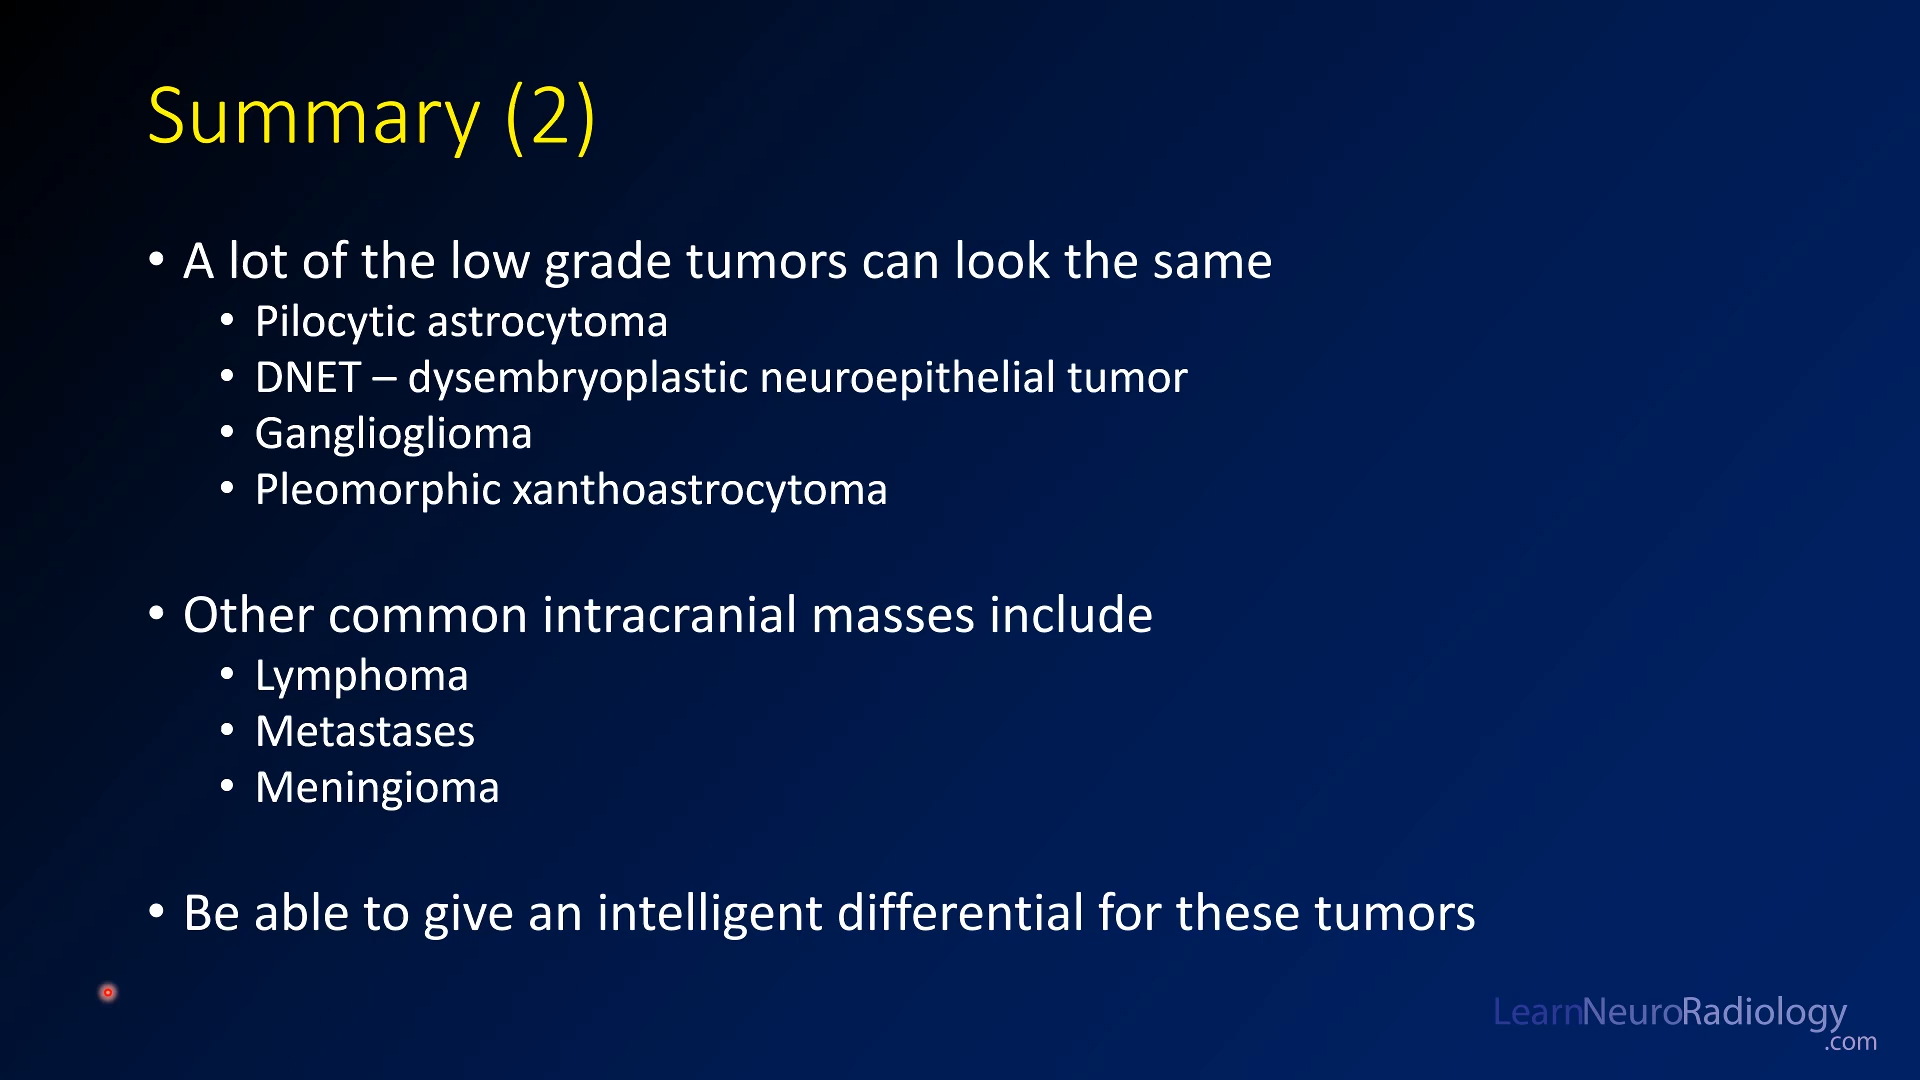 Summary (2)
• A lot of the low grade tumors can look the same
• Pilocytic astrocytoma
• DNET – dysembryoplastic neuroepithelial tumor
• Ganglioglioma
• Pleomorphic xanthoastrocytoma
• Other common intracranial masses include
• Lymphoma
• Metastases
• Meningioma
• Be able to give an intelligent differential for these tumors
LearnNeuroRadiology
.com